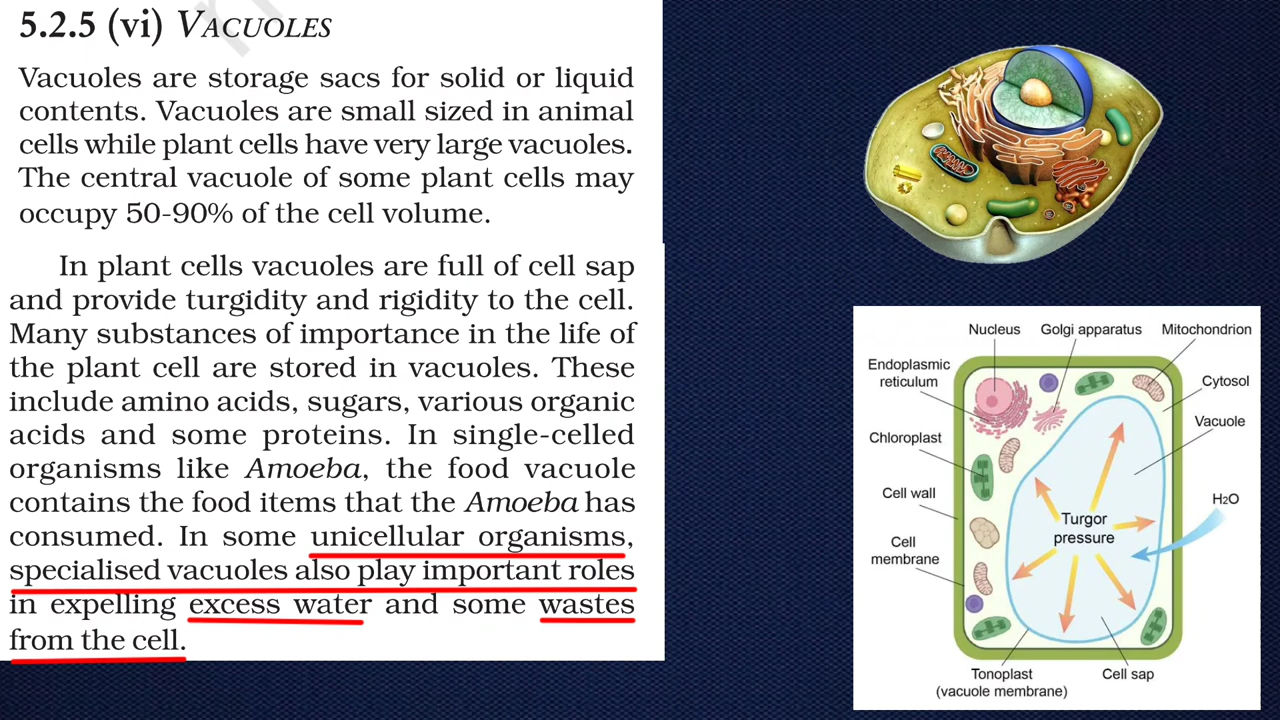 5.2.5 (vi) VACUOLES
Vacuoles are storage sacs for solid or liquid
contents. Vacuoles are small sized in animal
cells while plant cells have very large vacuoles.
The central vacuole of some plant cells may
occupy 50-90% of the cell volume.
In plant cells vacuoles are full of cell sap
and provide turgidity and rigidity to the cell.
Many substances of importance in the life of
the plant cell are stored in vacuoles. These
include amino acids, sugars, various organic
acids and some proteins. In single-celled
organisms like Amoeba, the food vacuole
contains the food items that the Amoeba has
consumed. In some unicellular organisms,
specialised vacuoles also play important roles
in expelling excess water and some wastes
from the cell.
Nucleus
Golgi apparatus
Mitochondrion
Endoplasmic
reticulum
Cytosol
Vacuole
Chloroplast
Cell wall
H₂O
Turgor
pressure
Cell
membrane
Tonoplast
(vacuole membrane)
Cell sap